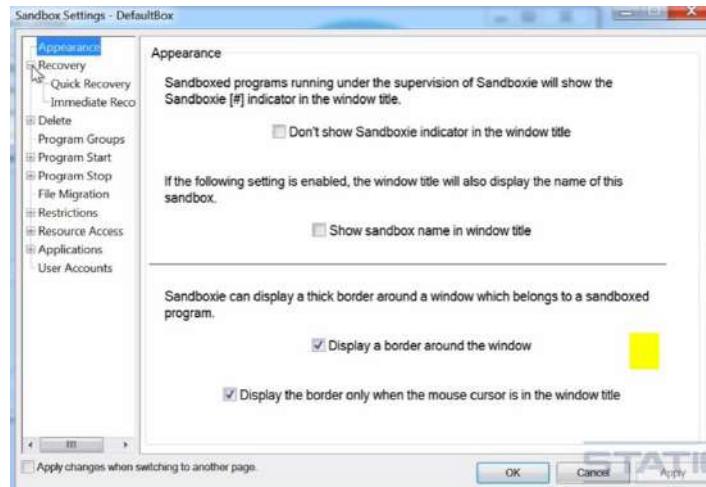 Sandbox Settings - DefaultBox
Appearance
Recovery
Quick Recovery
Immediate Reco
Delete
Program Groups
Program Start
Program Stop
File Migration
Restrictions
Resource Access
Applications
User Accounts
Appearance
Sandboxed programs running under the supervision of Sandboxie will show the
Sandboxie [#] indicator in the window title.
Don't show Sandboxie indicator in the window title
If the following setting is enabled, the window title will also display the name of this
sandbox.
Show sandbox name in window title
Sandboxie can display a thick border around a window which belongs to a sandboxed
program.
Display a border around the window
Display the border only when the mouse cursor is in the window title
Apply changes when switching to another page.
OK
Cancel
Apply